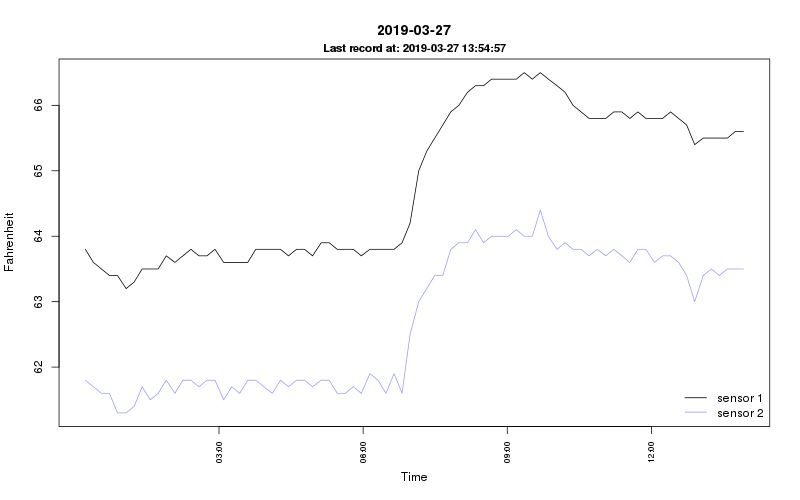 2019-03-27
Last record at: 2019-03-27 13:54:57
Fahrenheit
66
65
64
63
62
sensor 1
sensor 2
03:00
06:00
09:00
12:00
Time